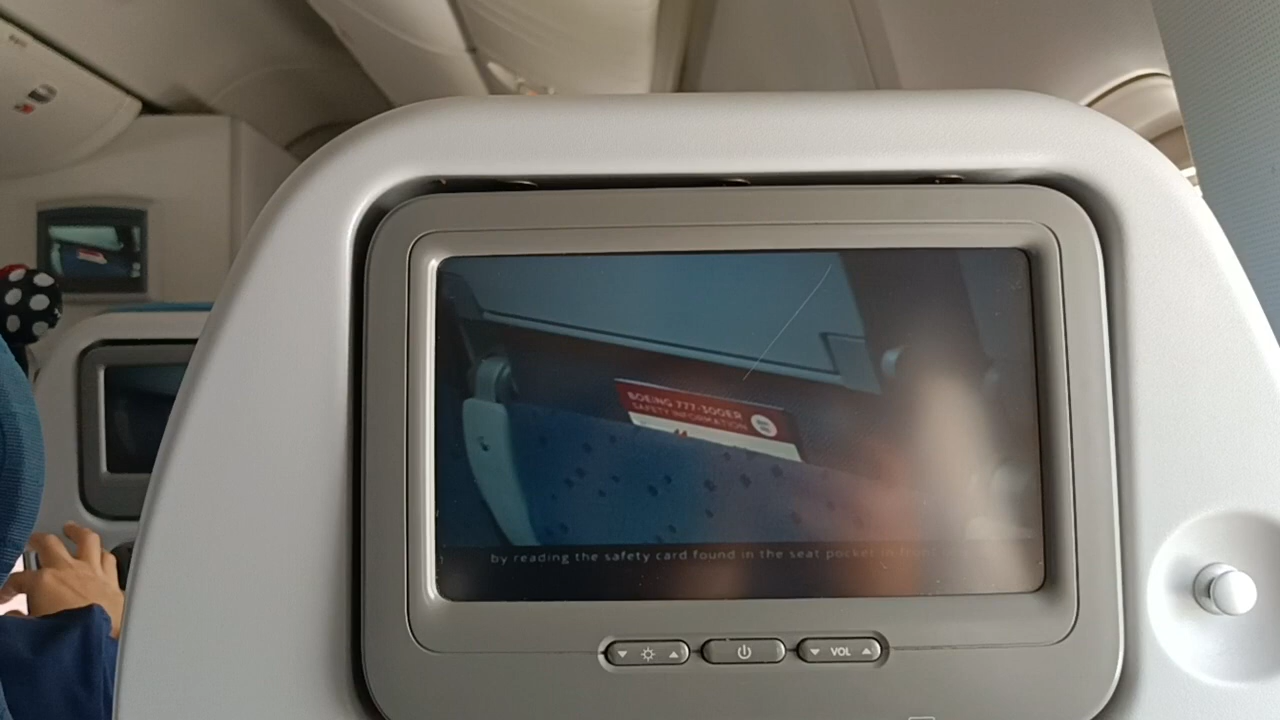 BOEING 777-300ER
SAFETY INFORMATION
by reading the safety card found in the seat pocket in front
VOL